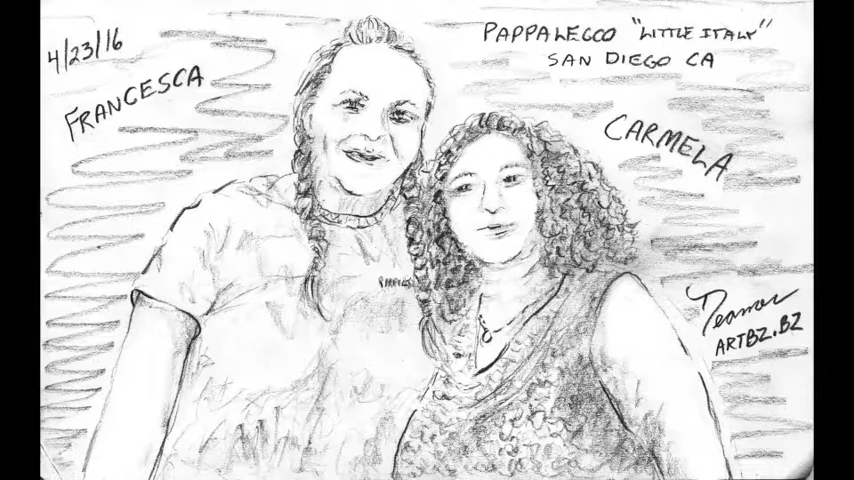 4/23/16
FRANCESCA
PAPPALECCO "LITTLE ITALY"
SAN DIEGO CA
CARMELA
ARTBZ.BZ